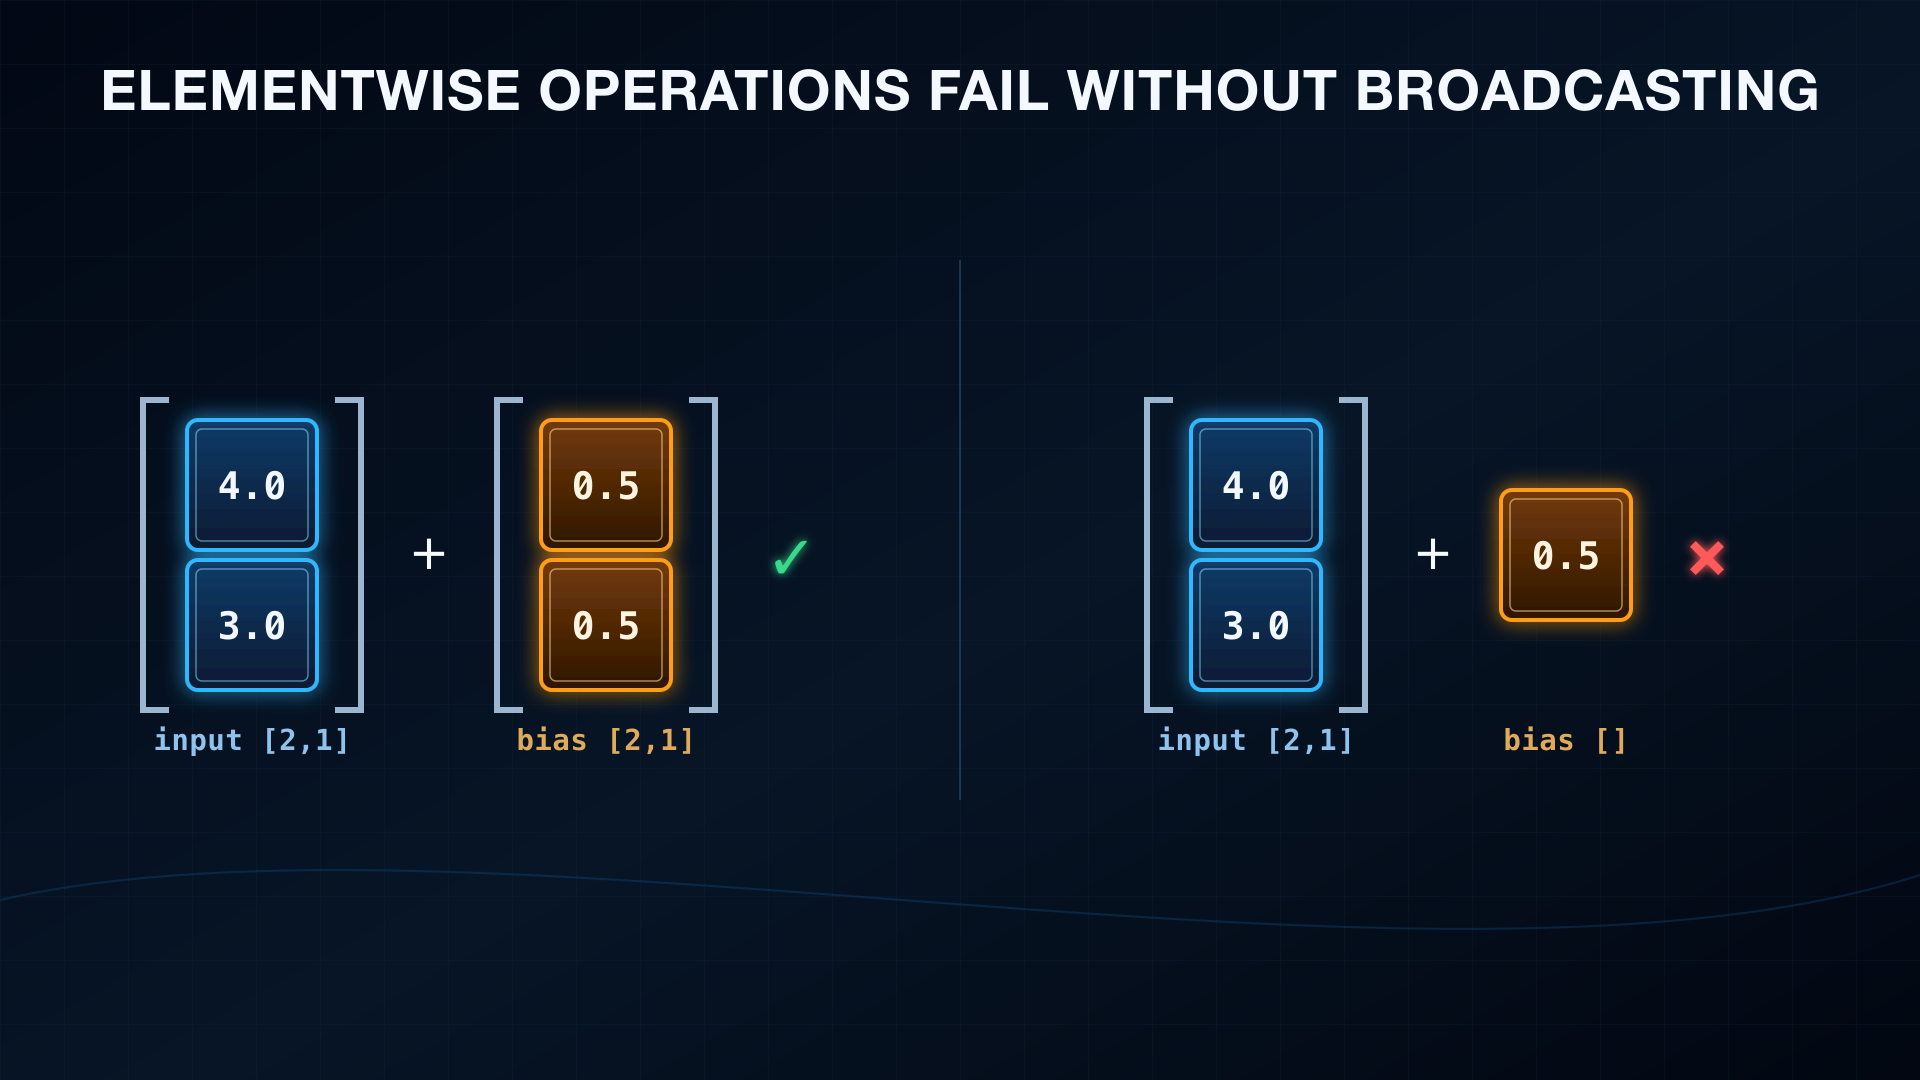 ELEMENTWISE OPERATIONS FAIL WITHOUT BROADCASTING
4.0
3.0
input [2,1]
+
0.5
0.5
bias [2,1]
✓
4.0
3.0
input [2,1]
+
0.5
bias []
✖